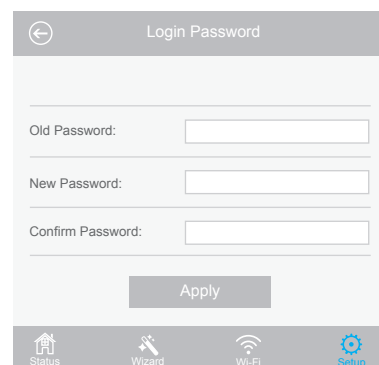 Login Password
Old Password:
New Password:
Confirm Password:
Apply
Status Wizard Wi-Fi Setup